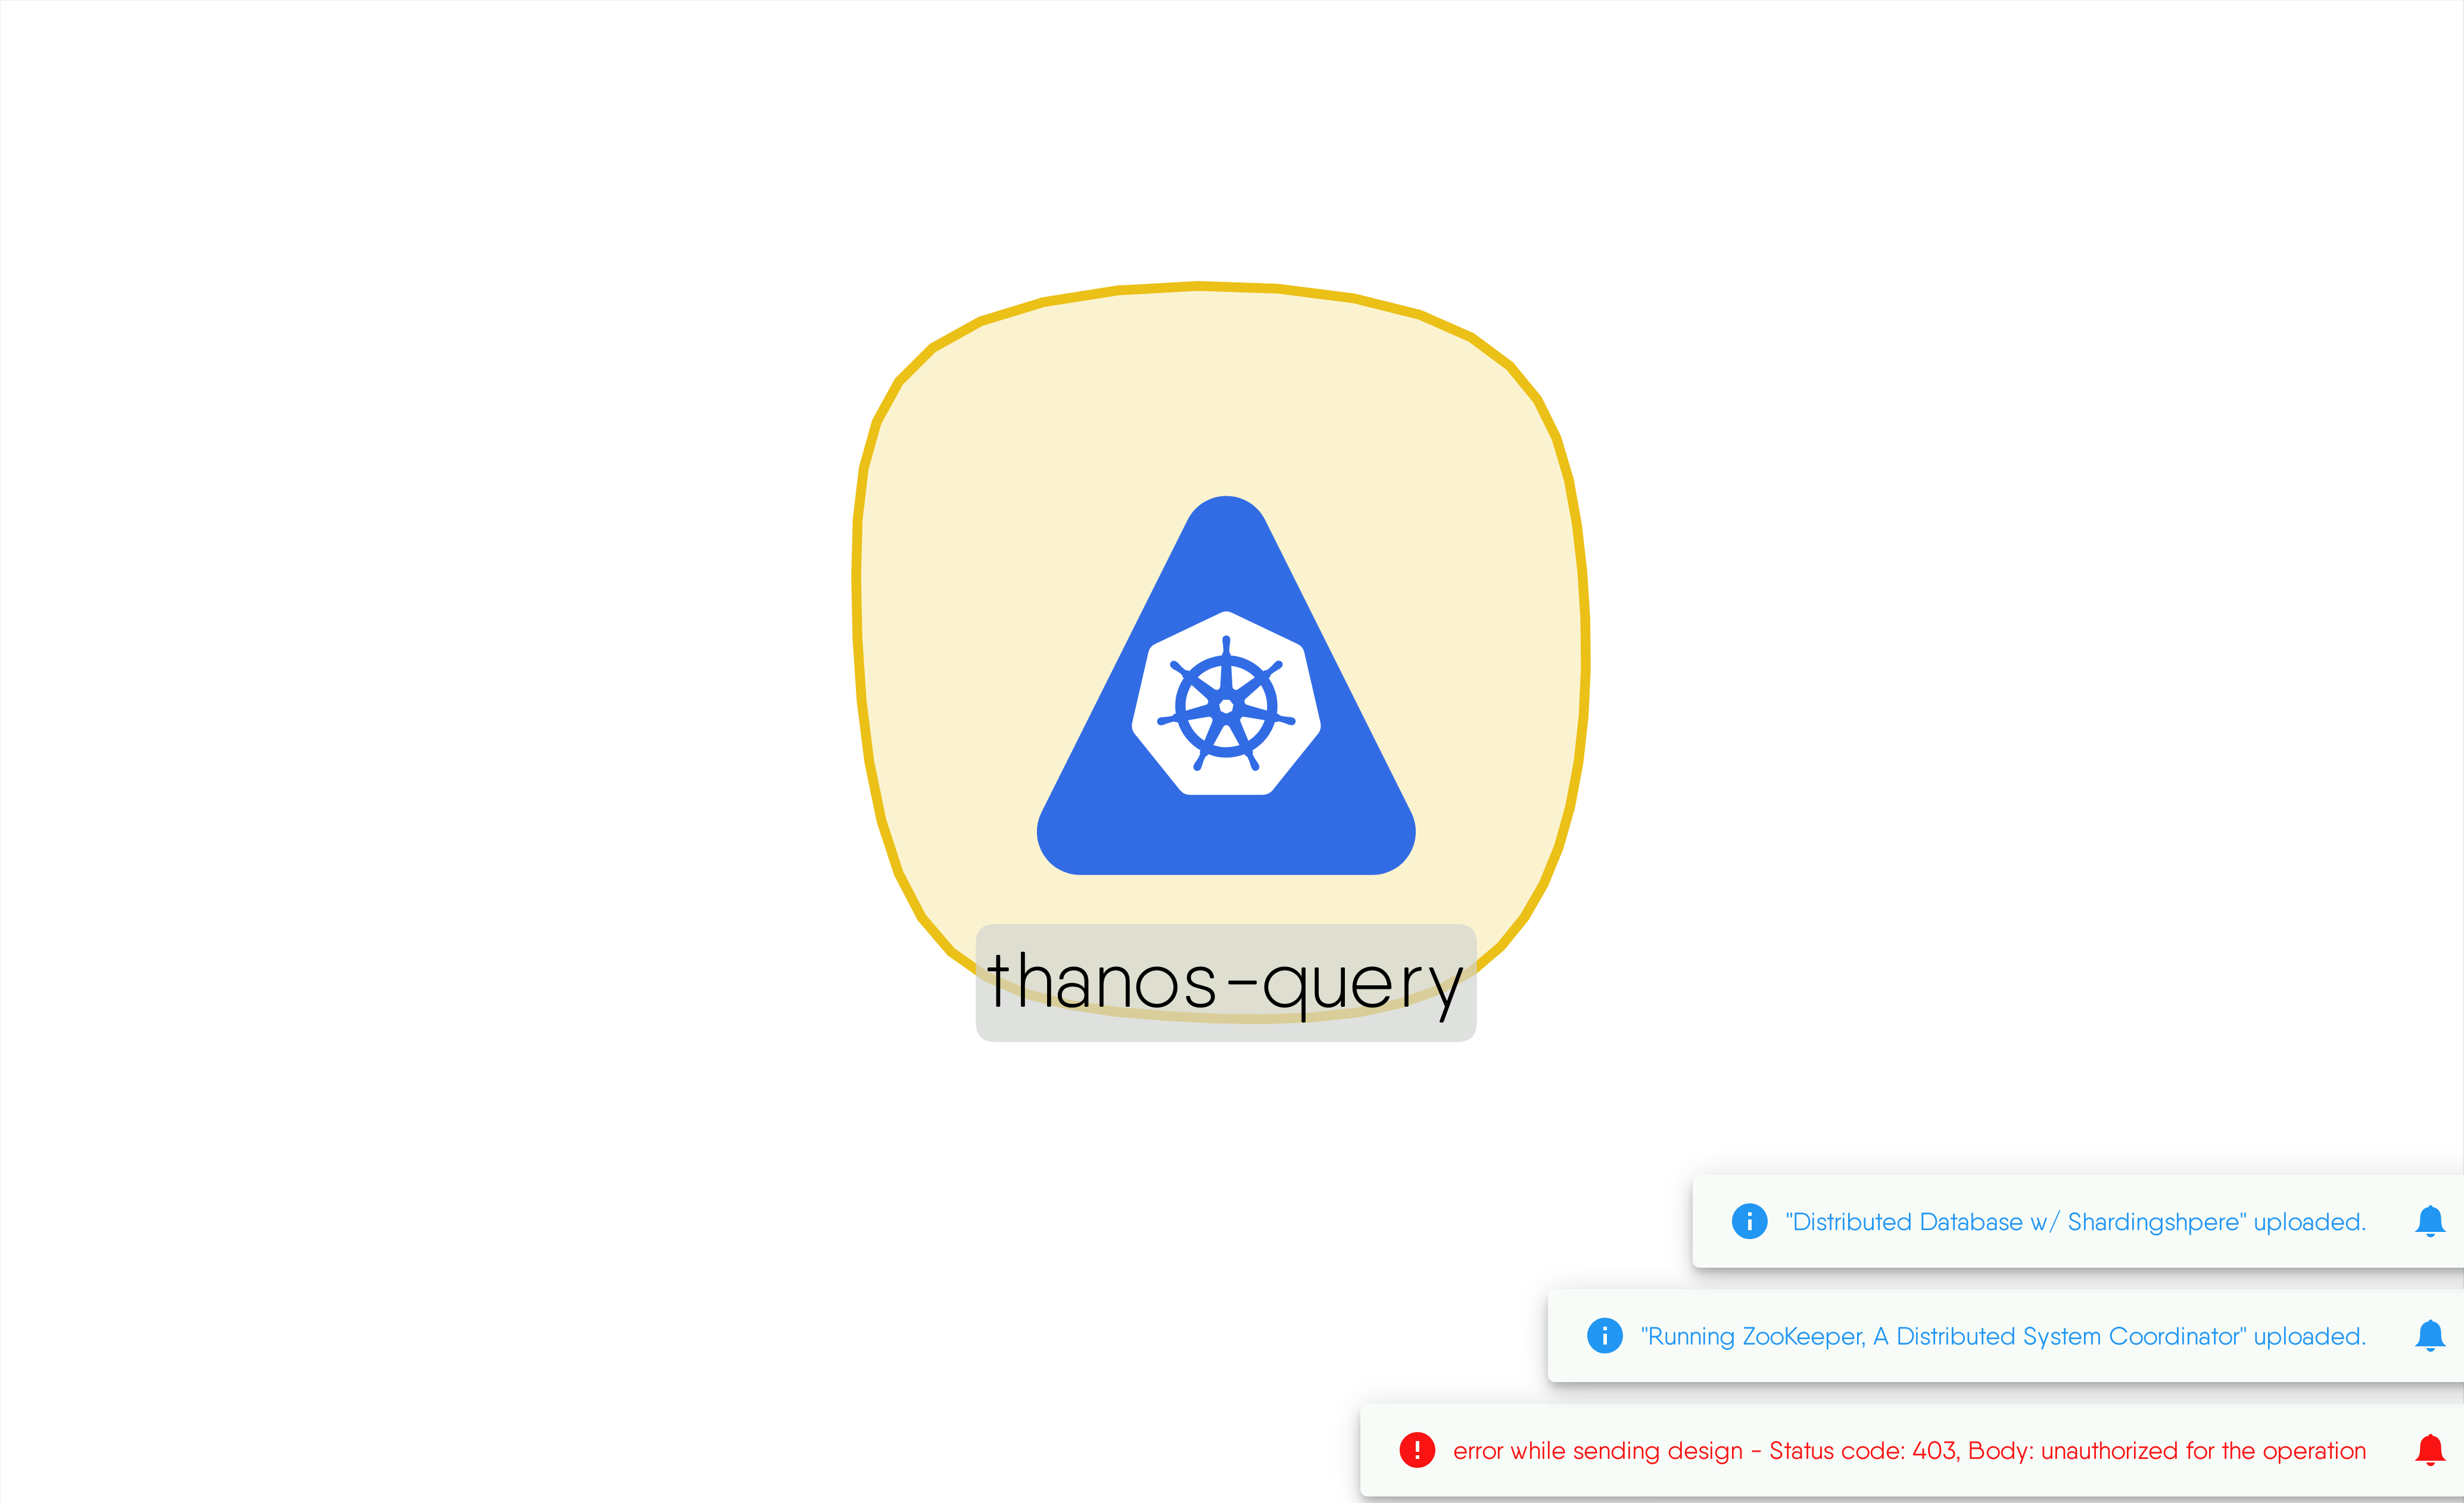 thanos-query
"Distributed Database w/ Shardingshpere" uploaded.
"Running ZooKeeper, A Distributed System Coordinator" uploaded.
error while sending design - Status code: 403, Body: unauthorized for the operation